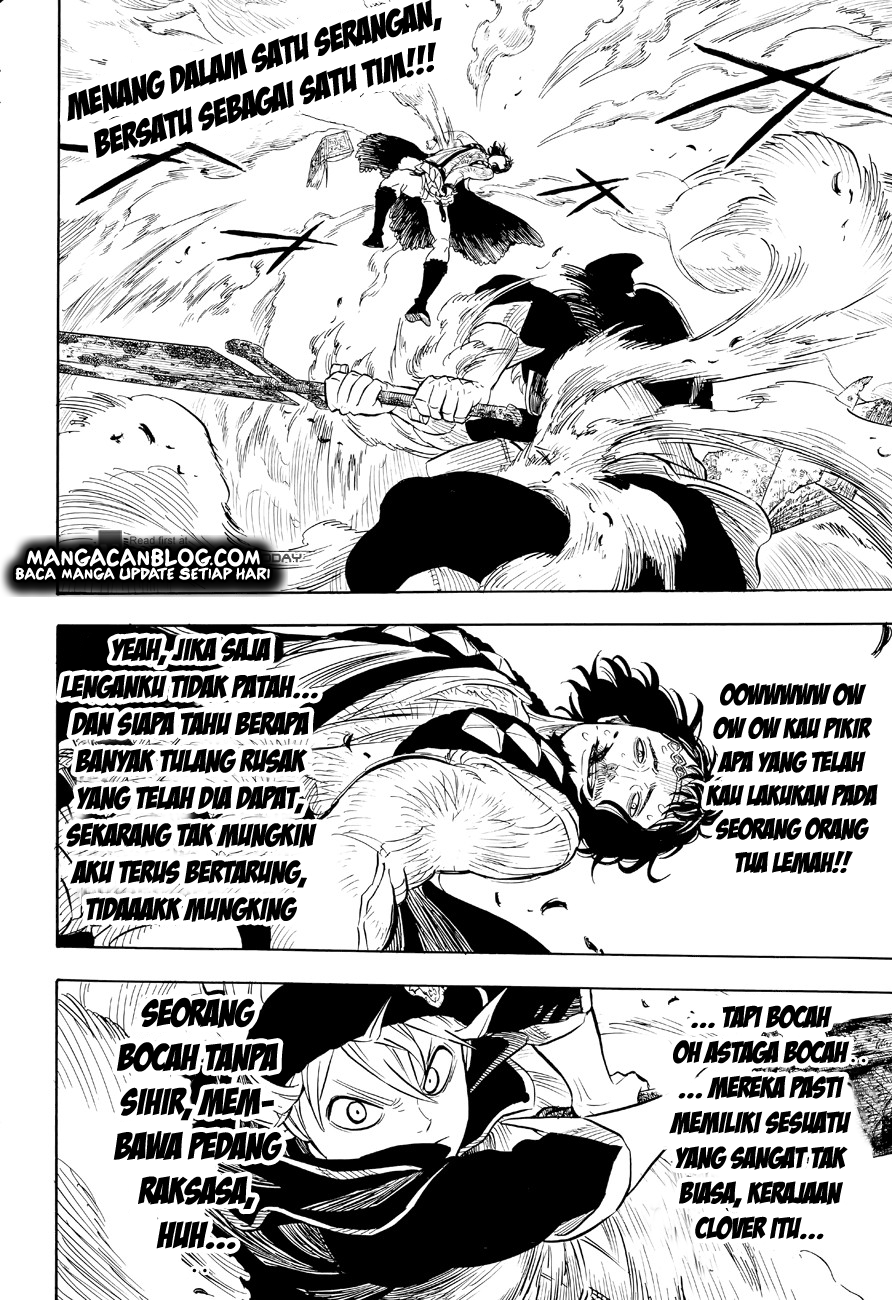 MENANG DALAM SATU SERANGAN,
BERSATU SEBAGAI SATU TIM!!!
Read first at
MANGACANBLOG.COM
BACA MANGA UPDATE SETIAP HARI
OOWWWWW OW
OW OW KAU PIKIR
APA YANG TELAH
KAU LAKUKAN PADA
SEORANG ORANG
TUA LEMAH!!
YEAH, JIKA SAJA
LENGANKU TIDAK PATAH...
DAN SIAPA TAHU BERAPA
BANYAK TULANG RUSAK
YANG TELAH DIA DAPAT,
SEKARANG TAK MUNGKIN
AKU TERUS BERTARUNG,
TIDAAAKK MUNGKING
... TAPI BOCAH
OH ASTAGA BOCAH..
... MEREKA PASTI
MEMILIKI SESUATU
YANG SANGAT TAK
BIASA, KERAJAAN
CLOVER ITU...
SEORANG
BOCAH TANPA
SIHIR, MEM-
BAWA PEDANG
RAKSASA,
HUH...